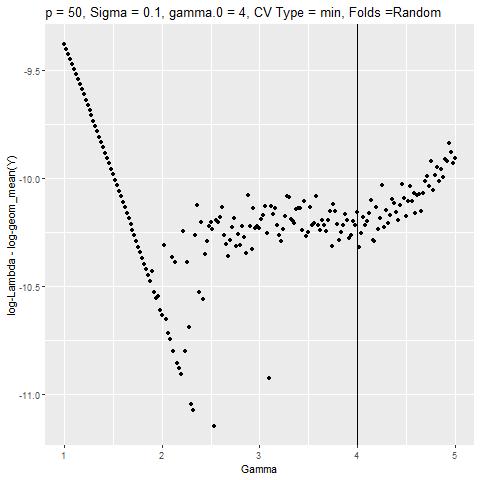 p = 50, Sigma = 0.1, gamma.0 = 4, CV Type = min, Folds =Random
log-Lambda - log-geom_mean(Y)
-9.5
-10.0
-10.5
-11.0
1 2 3 4 5
Gamma